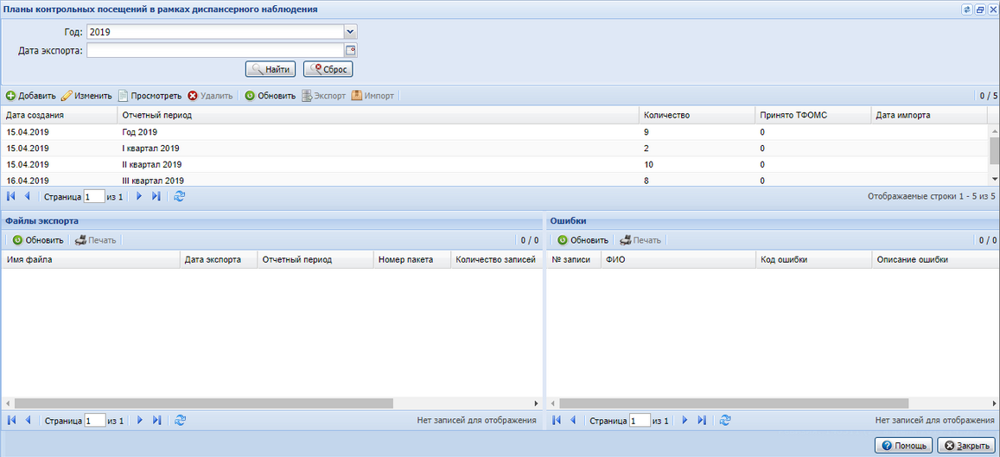 Планы контрольных посещений в рамках диспансерного наблюдения
Год: 2019
Дата экспорта:
Найти Сброс
Добавить Изменить Просмотреть Удалить Обновить Экспорт Импорт 0 / 5
Дата создания Отчетный период Количество Принято ТФОМС Дата импорта
15.04.2019 Год 2019 9 0
15.04.2019 I квартал 2019 2 0
15.04.2019 II квартал 2019 10 0
16.04.2019 III квартал 2019 8 0
Страница 1 из 1 Отображаемые строки 1 - 5 из 5
Файлы экспорта Ошибки
Обновить Печать 0 / 0 Обновить Печать 0 / 0
Имя файла Дата экспорта Отчетный период Номер пакета Количество записей № записи ФИО Код ошибки Описание ошибки
Страница 1 из 1 Нет записей для отображения Страница 1 из 1 Нет записей для отображения
Помощь Закрыть